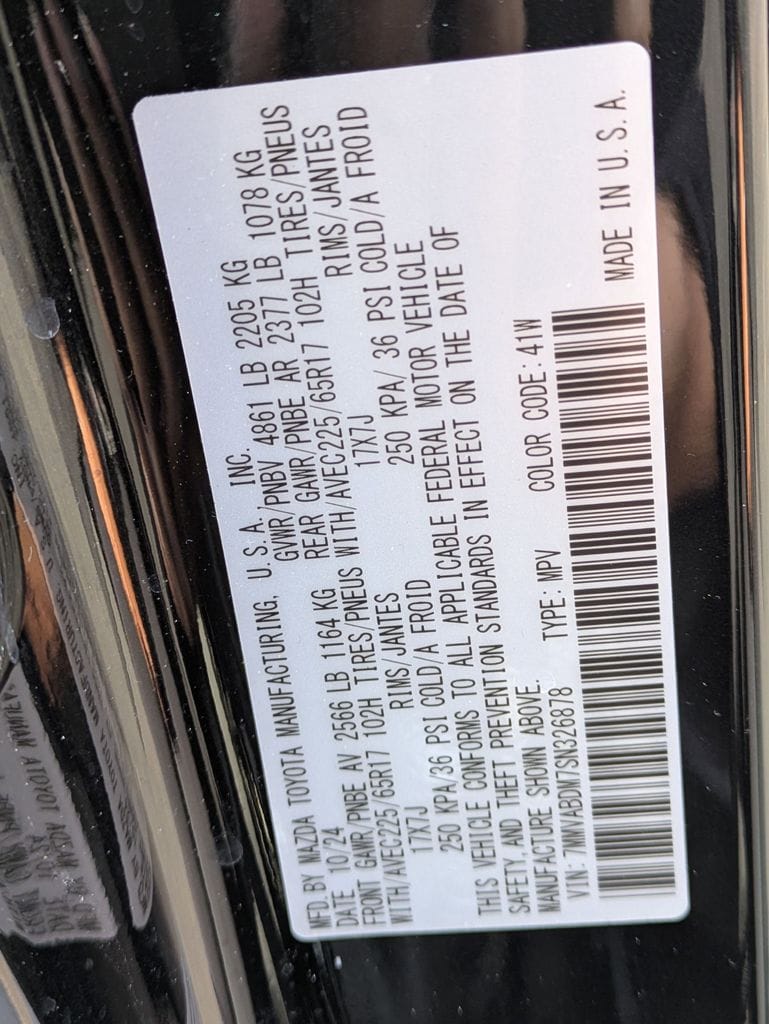 MFD. BY MAZDA TOYOTA MANUFACTURING, U.S.A. INC.
DATE 10/24 GVWR/PNBV 4861 LB 2205 KG
FRONT GAWR/PNBE AV 2566 LB 1164 KG REAR GAWR/PNBE AR 2377 LB 1078 KG
WITH/AVEC225/65R17 102H TIRES/PNEUS WITH/AVEC225/65R17 102H TIRES/PNEUS
17X7J RIMS/JANTES 17X7J RIMS/JANTES
250 KPA/36 PSI COLD/A FROID 250 KPA/ 36 PSI COLD/A FROID
THIS VEHICLE CONFORMS TO ALL APPLICABLE FEDERAL MOTOR VEHICLE
SAFETY, AND THEFT PREVENTION STANDARDS IN EFFECT ON THE DATE OF
MANUFACTURE SHOWN ABOVE.
VIN: 7MMVABDM7SN326878 TYPE: MPV COLOR CODE: 41W
MADE IN U.S.A.